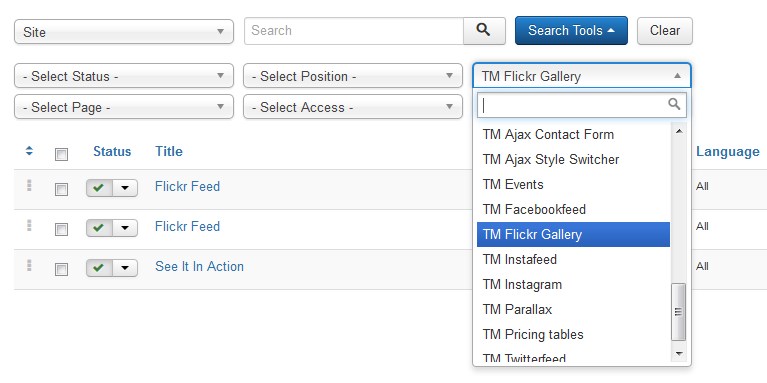 Site Search Search Tools Clear
- Select Status - - Select Position - TM Flickr Gallery
- Select Page - - Select Access -
TM Ajax Contact Form
Status Title Language
TM Ajax Style Switcher
TM Events
Flickr Feed All
TM Facebookfeed
Flickr Feed All
TM Flickr Gallery
TM Instafeed
See It In Action All
TM Instagram
TM Parallax
TM Pricing tables
TM Twitterfeed